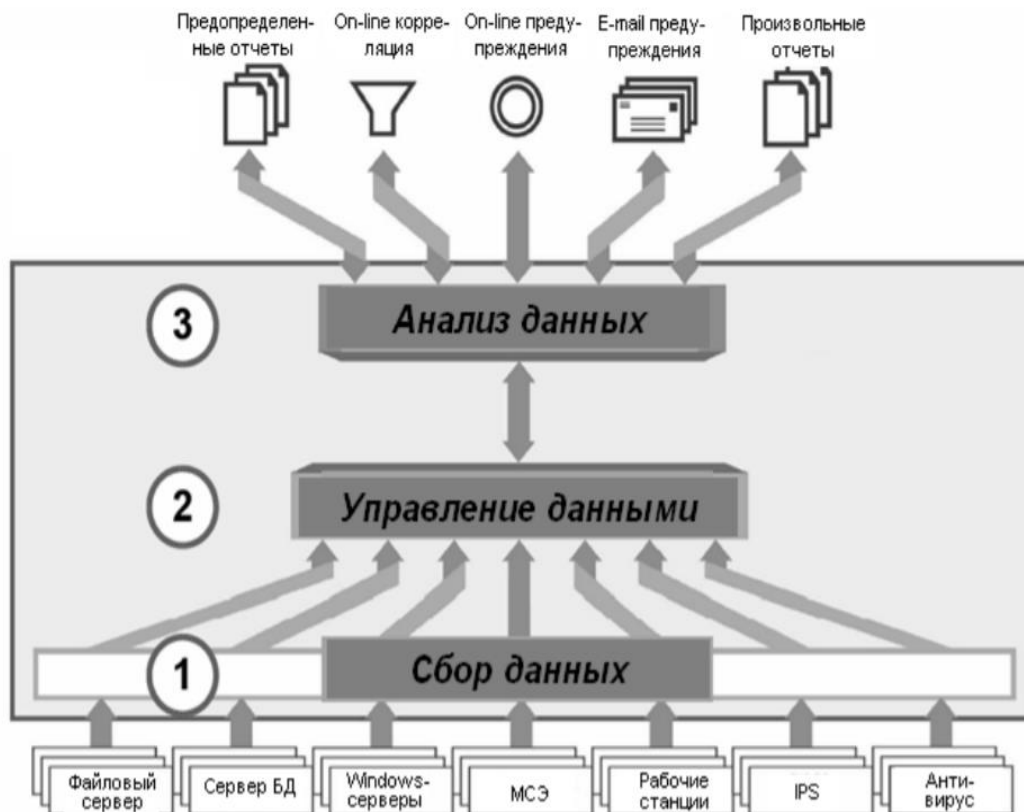 Предопределен-
ные отчеты
On-line корре-
ляция
On-line преду-
преждения
E-mail преду-
преждения
Произвольные
отчеты
3
Анализ данных
2
Управление данными
1
Сбор данных
Файловый
сервер
Сервер БД
Windows-
серверы
МСЭ
Рабочие
станции
IPS
Анти-
вирус